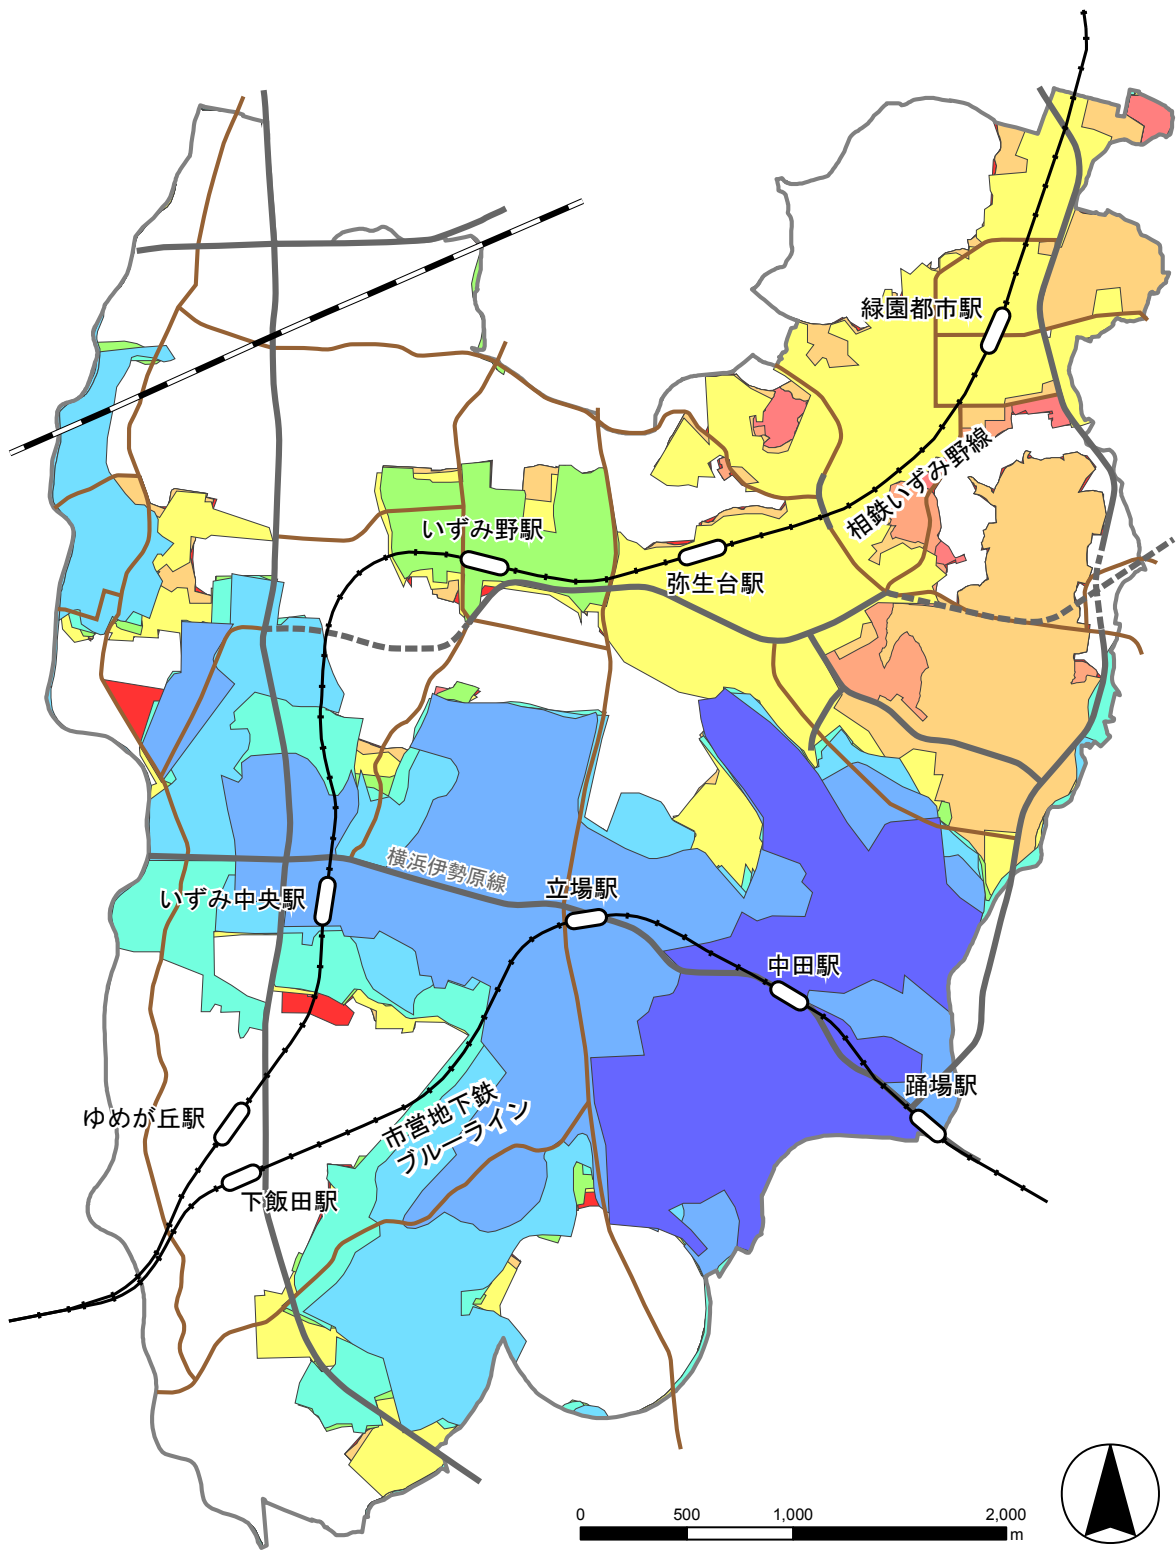 緑園都市駅
相鉄いずみ野線
いずみ野駅
弥生台駅
横浜伊勢原線
立場駅
いずみ中央駅
中田駅
踊場駅
市営地下鉄
ブルーライン
ゆめが丘駅
下飯田駅
0 500 1,000 2,000
m